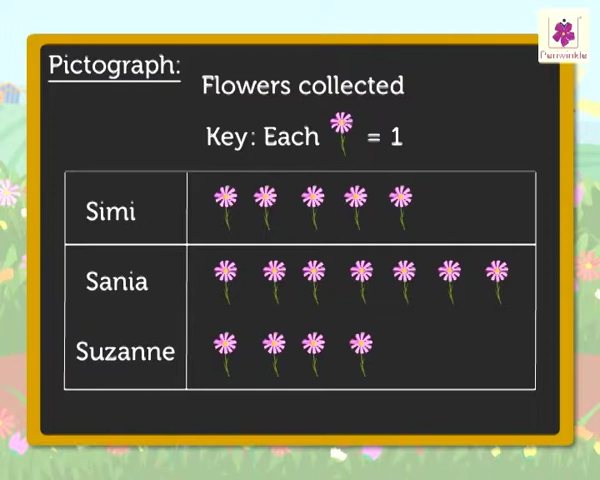 Periwinkle
Pictograph:
Flowers collected
Key: Each = 1
Simi
Sania
Suzanne